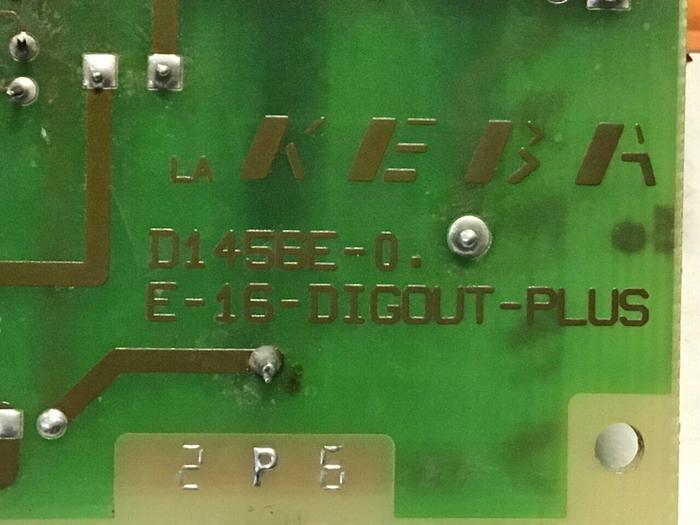 LA KEBA
D1456E-0.
E-16-DIGOUT-PLUS
2 P 6